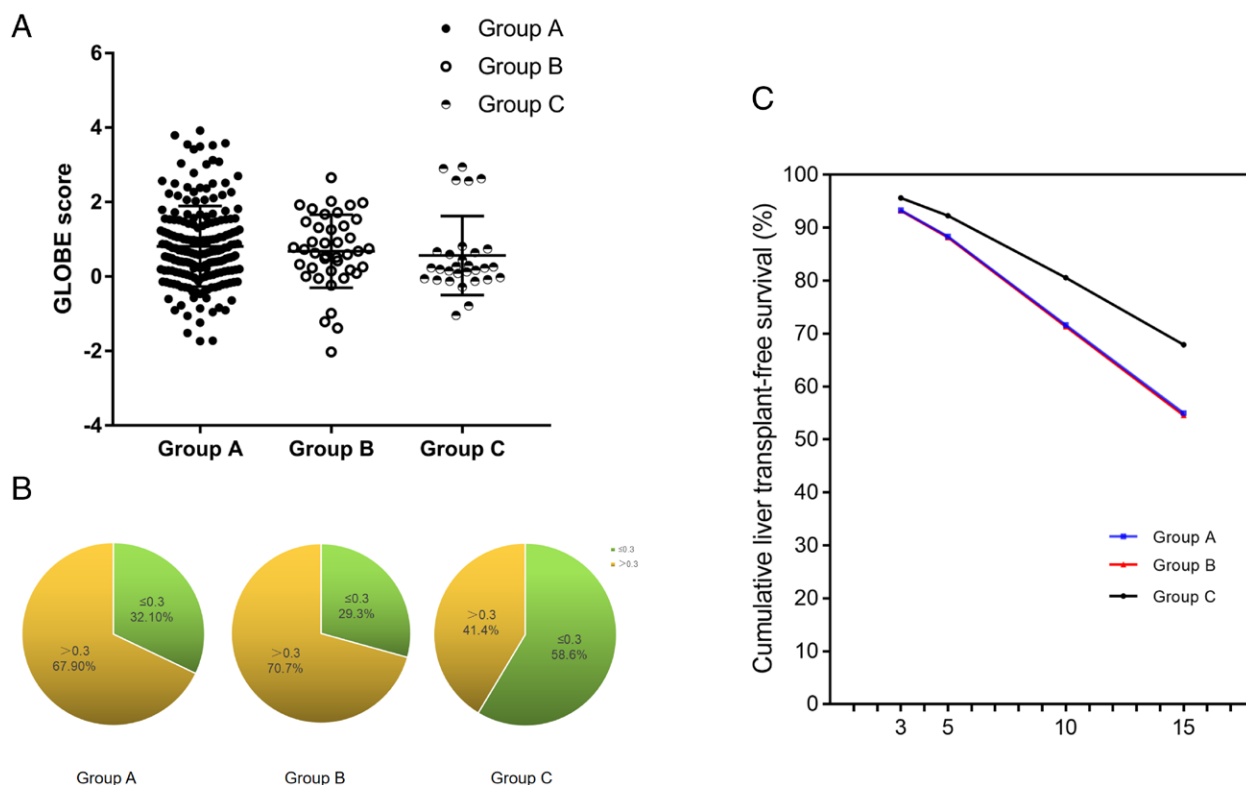 A
Group A
Group B
Group C
6
4
2
0
-2
-4
GLOBE score
Group A Group B Group C
B
≤0.3
>0.3
≤0.3
32.10%
>0.3
67.90%
≤0.3
29.3%
>0.3
70.7%
>0.3
41.4%
≤0.3
58.6%
Group A Group B Group C
C
Cumulative liver transplant-free survival (%)
100
90
80
70
60
50
40
30
20
10
0
Group A
Group B
Group C
3 5 10 15